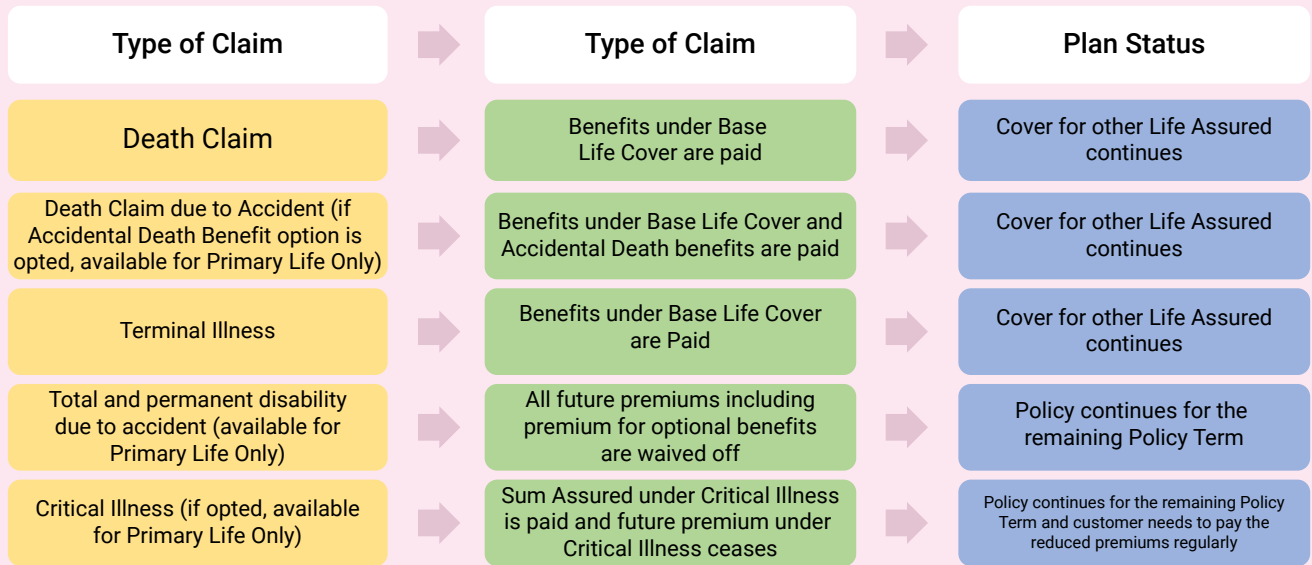 Type of Claim
Type of Claim
Plan Status
Death Claim
Benefits under Base
Life Cover are paid
Cover for other Life Assured
continues
Death Claim due to Accident (if
Accidental Death Benefit option is
opted, available for Primary Life Only)
Benefits under Base Life Cover and
Accidental Death benefits are paid
Cover for other Life Assured
continues
Terminal Illness
Benefits under Base Life Cover
are Paid
Cover for other Life Assured
continues
Total and permanent disability
due to accident (available for
Primary Life Only)
All future premiums including
premium for optional benefits
are waived off
Policy continues for the
remaining Policy Term
Critical Illness (if opted, available
for Primary Life Only)
Sum Assured under Critical Illness
is paid and future premium under
Critical Illness ceases
Policy continues for the remaining Policy
Term and customer needs to pay the
reduced premiums regularly